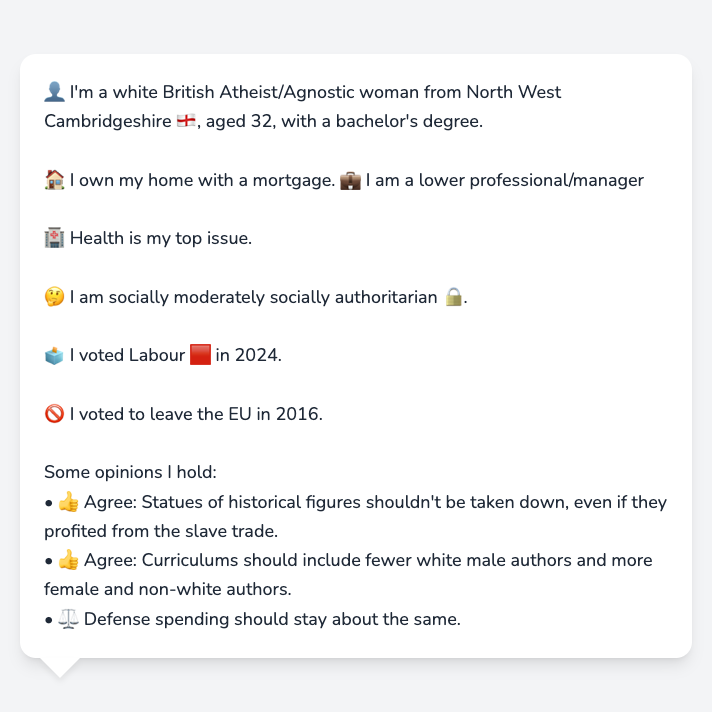 👤 I'm a white British Atheist/Agnostic woman from North West
Cambridgeshire 🏴󠁧󠁢󠁥󠁮󠁧󠁿, aged 32, with a bachelor's degree.
🏠 I own my home with a mortgage. 💼 I am a lower professional/manager
🏥 Health is my top issue.
🤔 I am socially moderately socially authoritarian 🔒.
🗳️ I voted Labour 🟥 in 2024.
🚫 I voted to leave the EU in 2016.
Some opinions I hold:
• 👍 Agree: Statues of historical figures shouldn't be taken down, even if they
profited from the slave trade.
• 👍 Agree: Curriculums should include fewer white male authors and more
female and non-white authors.
• ⚖️ Defense spending should stay about the same.